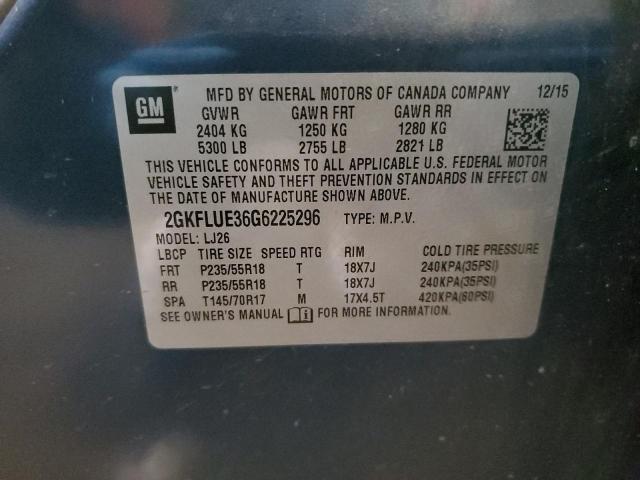 GM
MFD BY GENERAL MOTORS OF CANADA COMPANY 12/15
GVWR GAWR FRT GAWR RR
2404 KG 1250 KG 1280 KG
5300 LB 2755 LB 2821 LB
THIS VEHICLE CONFORMS TO ALL APPLICABLE U.S. FEDERAL MOTOR
VEHICLE SAFETY AND THEFT PREVENTION STANDARDS IN EFFECT ON
THE DATE OF MANUFACTURE SHOWN ABOVE.
2GKFLUE36G6225296 TYPE: M.P.V.
MODEL: LJ26
LBCP TIRE SIZE SPEED RTG RIM COLD TIRE PRESSURE
FRT P235/55R18 T 18X7J 240KPA(35PSI)
RR P235/55R18 T 18X7J 240KPA(35PSI)
SPA T145/70R17 M 17X4.5T 420KPA(60PSI)
SEE OWNER'S MANUAL i FOR MORE INFORMATION.